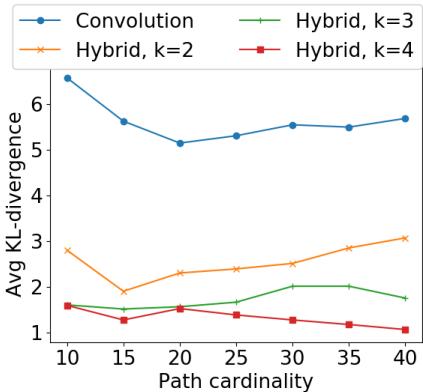 Convolution
Hybrid, k=2
Hybrid, k=3
Hybrid, k=4
Avg KL-divergence
6
5
4
3
2
1
10 15 20 25 30 35 40
Path cardinality